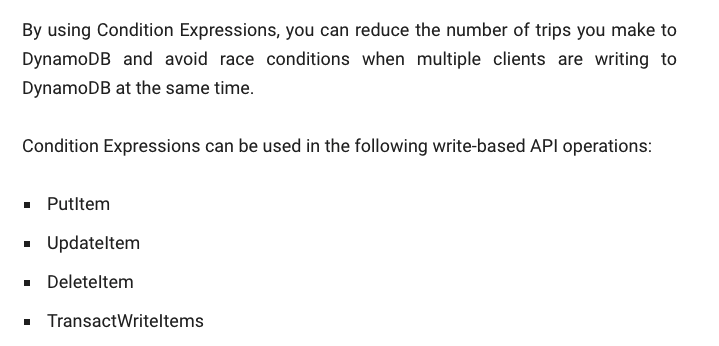 By using Condition Expressions, you can reduce the number of trips you make to
DynamoDB and avoid race conditions when multiple clients are writing to
DynamoDB at the same time.
Condition Expressions can be used in the following write-based API operations:
▪ PutItem
▪ UpdateItem
▪ DeleteItem
▪ TransactWriteItems